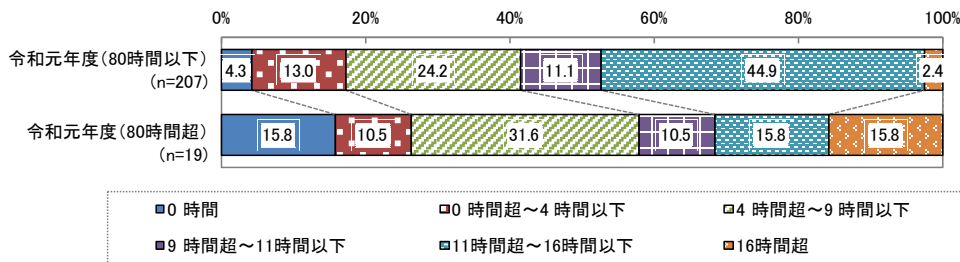 0% 20% 40% 60% 80% 100%
令和元年度(80時間以下)
(n=207)
4.3 13.0 24.2 11.1 44.9 2.4
令和元年度(80時間超)
(n=19)
15.8 10.5 31.6 10.5 15.8 15.8
0 時間 0 時間超~4 時間以下 4 時間超~9 時間以下
9 時間超~11時間以下 11時間超~16時間以下 16時間超